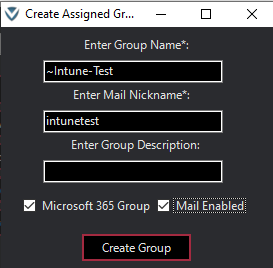 Create Assigned Gr...
Enter Group Name*:
~Intune-Test
Enter Mail Nickname*:
intunetest
Enter Group Description:
Microsoft 365 Group Mail Enabled
Create Group